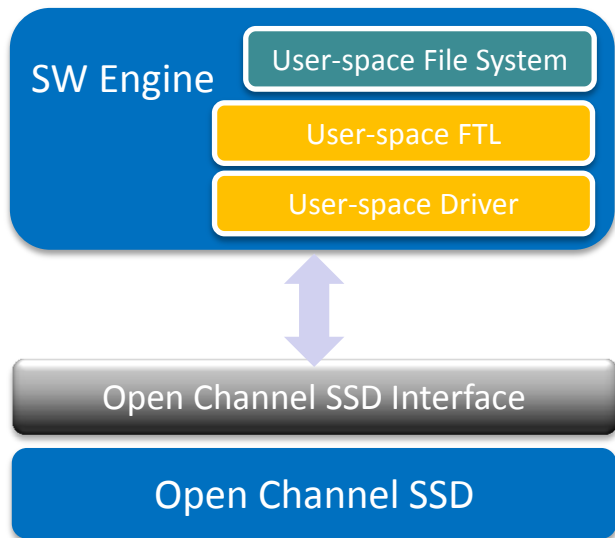 User-space File System
SW Engine
User-space FTL
User-space Driver
Open Channel SSD Interface
Open Channel SSD